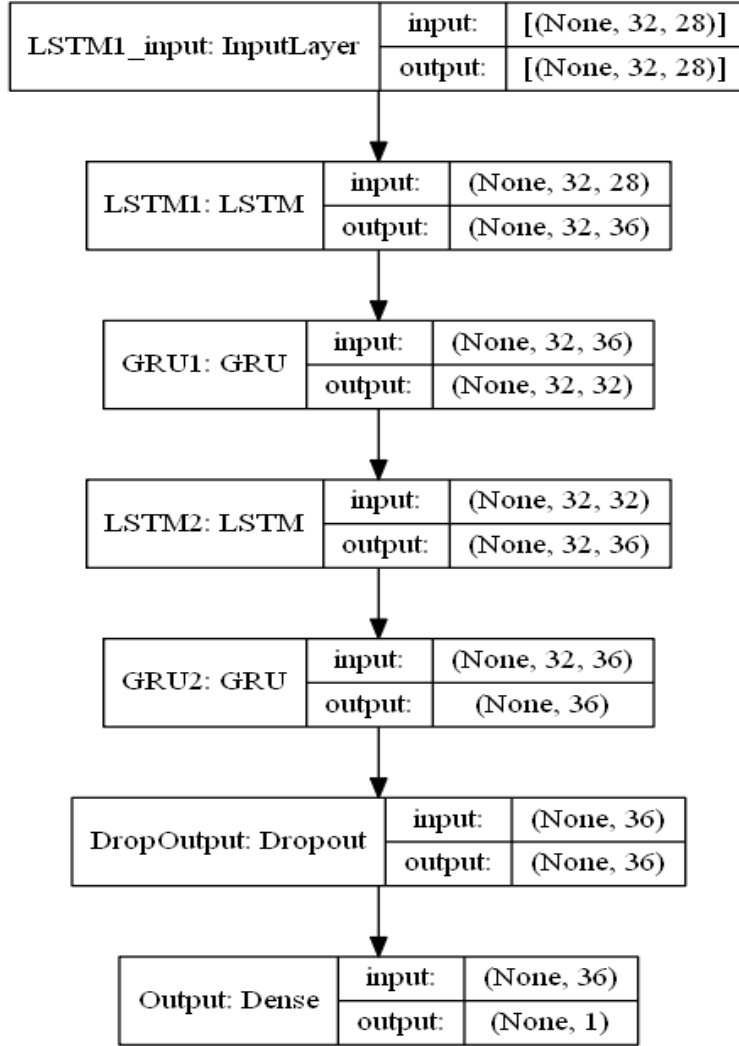 LSTM1_input: InputLayer
input: [(None, 32, 28)]
output: [(None, 32, 28)]
LSTM1: LSTM
input: (None, 32, 28)
output: (None, 32, 36)
GRU1: GRU
input: (None, 32, 36)
output: (None, 32, 32)
LSTM2: LSTM
input: (None, 32, 32)
output: (None, 32, 36)
GRU2: GRU
input: (None, 32, 36)
output: (None, 36)
DropOutput: Dropout
input: (None, 36)
output: (None, 36)
Output: Dense
input: (None, 36)
output: (None, 1)